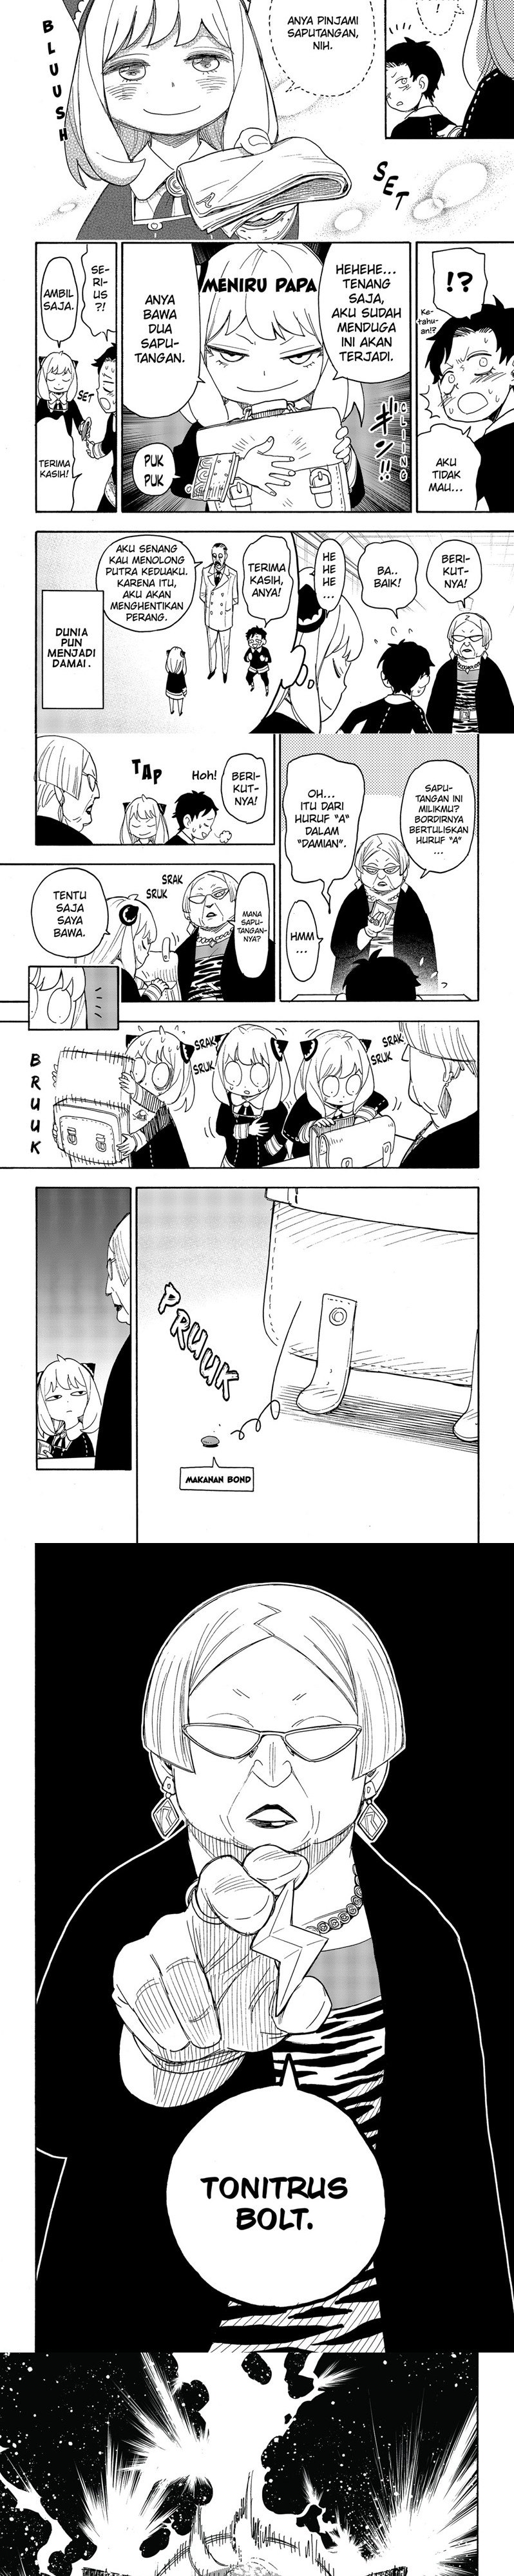 !
ANYA PINJAMI
SAPUTANGAN,
NIH.
BLUUSH
SET
!?
Ke-
tahu-
an!?
AKU
TIDAK
MAU...
HEHEHE...
TENANG
SAJA,
AKU SUDAH
MENDUGA
INI AKAN
TERJADI.
MENIRU PAPA
ANYA
BAWA
DUA
SAPU-
TANGAN.
ギン!!
CLIING
PUK
PUK
SE-
RI-
US
?!
AMBIL
SAJA.
SET
TERIMA
KASIH!
BERI-
KUT-
NYA!
BA..
BAIK!
HE
HE
HE
...
TERIMA
KASIH,
ANYA!
AKU SENANG
KAU MENOLONG
PUTRA KEDUAKU.
KARENA ITU,
AKU AKAN
MENGHENTIKAN
PERANG.
DUNIA
PUN
MENJADI
DAMAI.
SAPU-
TANGAN INI
MILIKMU?
BORDIRNYA
BERTULISKAN
HURUF "A"
...
OH...
ITU DARI
HURUF "A"
DALAM
"DAMIAN".
HMM
...
BERI-
KUT-
NYA!
Hoh!
TAP
MANA
SAPU-
TANGAN-
NYA?
SRAK
SRUK
TENTU
SAJA
SAYA
BAWA.
SRAK
SRUK
SRAK
SRUK
BRUUK
PRUUK
MAKANAN BOND
TONITRUS
BOLT.